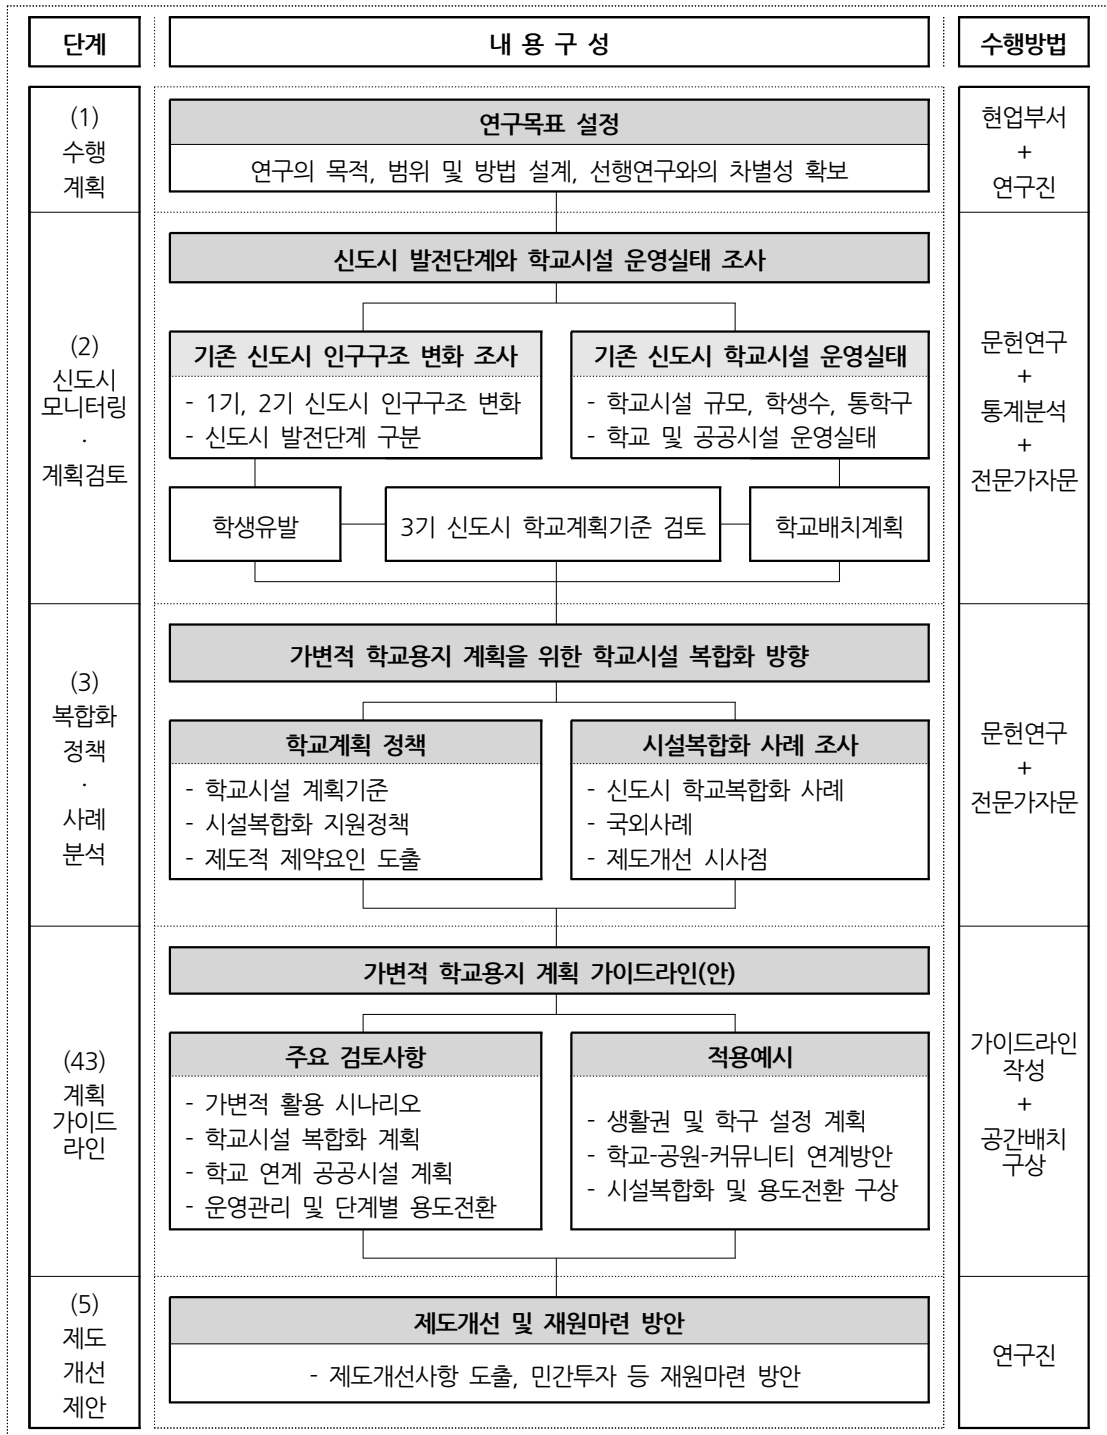 단계
내 용 구 성
수행방법
(1)
수행
계획
연구목표 설정
연구의 목적, 범위 및 방법 설계, 선행연구와의 차별성 확보
현업부서
+
연구진
(2)
신도시
모니터링
·
계획검토
신도시 발전단계와 학교시설 운영실태 조사
기존 신도시 인구구조 변화 조사
- 1기, 2기 신도시 인구구조 변화
- 신도시 발전단계 구분
기존 신도시 학교시설 운영실태
- 학교시설 규모, 학생수, 통학구
- 학교 및 공공시설 운영실태
학생유발
3기 신도시 학교계획기준 검토
학교배치계획
문헌연구
+
통계분석
+
전문가자문
(3)
복합화
정책
·
사례
분석
가변적 학교용지 계획을 위한 학교시설 복합화 방향
학교계획 정책
- 학교시설 계획기준
- 시설복합화 지원정책
- 제도적 제약요인 도출
시설복합화 사례 조사
- 신도시 학교복합화 사례
- 국외사례
- 제도개선 시사점
문헌연구
+
전문가자문
(43)
계획
가이드
라인
가변적 학교용지 계획 가이드라인(안)
주요 검토사항
- 가변적 활용 시나리오
- 학교시설 복합화 계획
- 학교 연계 공공시설 계획
- 운영관리 및 단계별 용도전환
적용예시
- 생활권 및 학구 설정 계획
- 학교-공원-커뮤니티 연계방안
- 시설복합화 및 용도전환 구상
가이드라인
작성
+
공간배치
구상
(5)
제도
개선
제안
제도개선 및 재원마련 방안
- 제도개선사항 도출, 민간투자 등 재원마련 방안
연구진